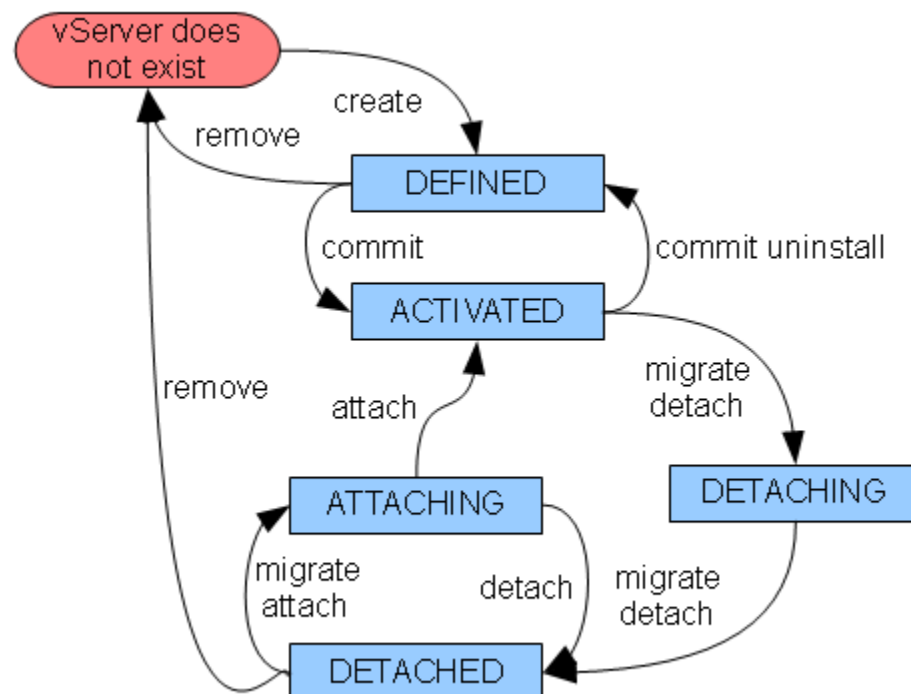 vServer does
not exist
create
remove
DEFINED
commit
commit uninstall
ACTIVATED
remove
attach
migrate
detach
ATTACHING
DETACHING
migrate
attach
detach
migrate
detach
DETACHED